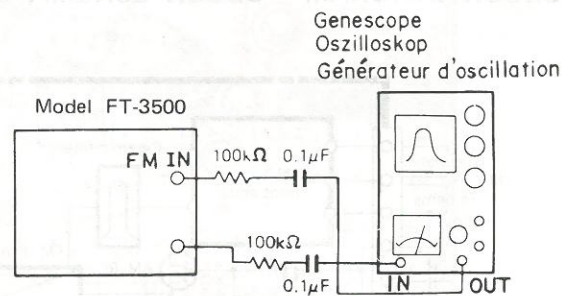 Genescope
Oszilloskop
Générateur d'oscillation
Model FT-3500
FM IN
100kΩ
0.1μF
100kΩ
0.1μF
IN
OUT